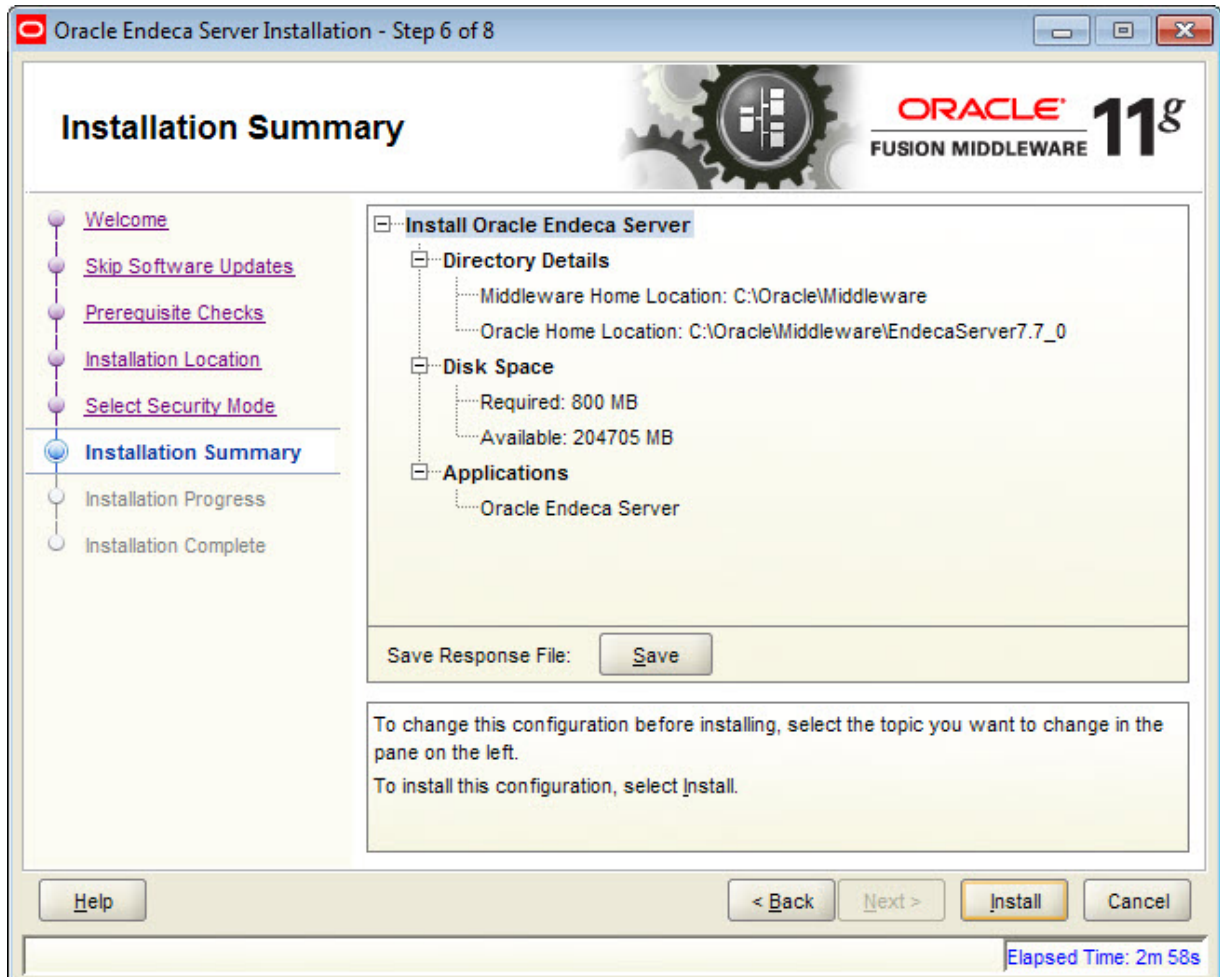 Oracle Endeca Server Installation - Step 6 of 8
Installation Summary
ORACLE
FUSION MIDDLEWARE
11g
Welcome
Skip Software Updates
Prerequisite Checks
Installation Location
Select Security Mode
Installation Summary
Installation Progress
Installation Complete
Install Oracle Endeca Server
Directory Details
Middleware Home Location: C:\Oracle\Middleware
Oracle Home Location: C:\Oracle\Middleware\EndecaServer7.7_0
Disk Space
Required: 800 MB
Available: 204705 MB
Applications
Oracle Endeca Server
Save Response File: Save
To change this configuration before installing, select the topic you want to change in the
pane on the left.
To install this configuration, select Install.
Help < Back Next > Install Cancel
Elapsed Time: 2m 58s